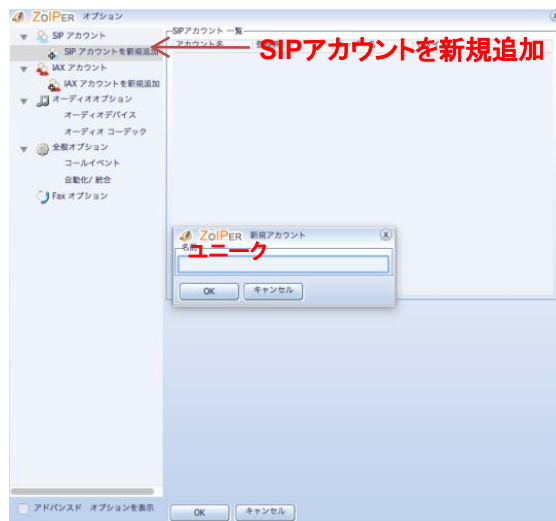 ZOIPER オプション
SIP アカウント
SIP アカウントを新規追加
IAX アカウント
IAX アカウントを新規追加
オーディオオプション
オーディオデバイス
オーディオ コーデック
全般オプション
コールイベント
自動化/ 統合
Fax オプション
アドバンスド オプションを表示
SIPアカウント 一覧
アカウント名
SIPアカウントを新規追加
ZOIPER 新規アカウント
名前
ユニーク
OK キャンセル
OK キャンセル